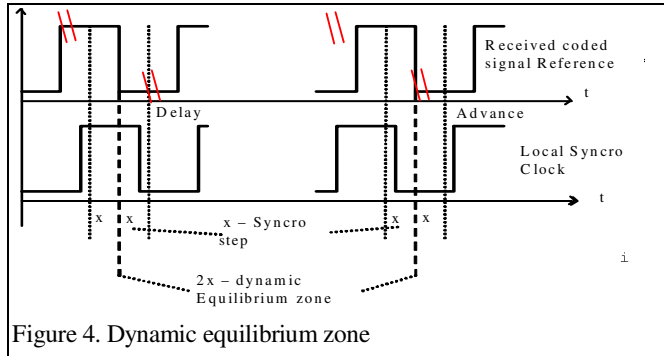 Received coded
signal Reference
t
Delay
Advance
Local Syncro
Clock
t
x x x x
x – Syncro
step
i
2x – dynamic
Equilibrium zone
Figure 4. Dynamic equilibrium zone